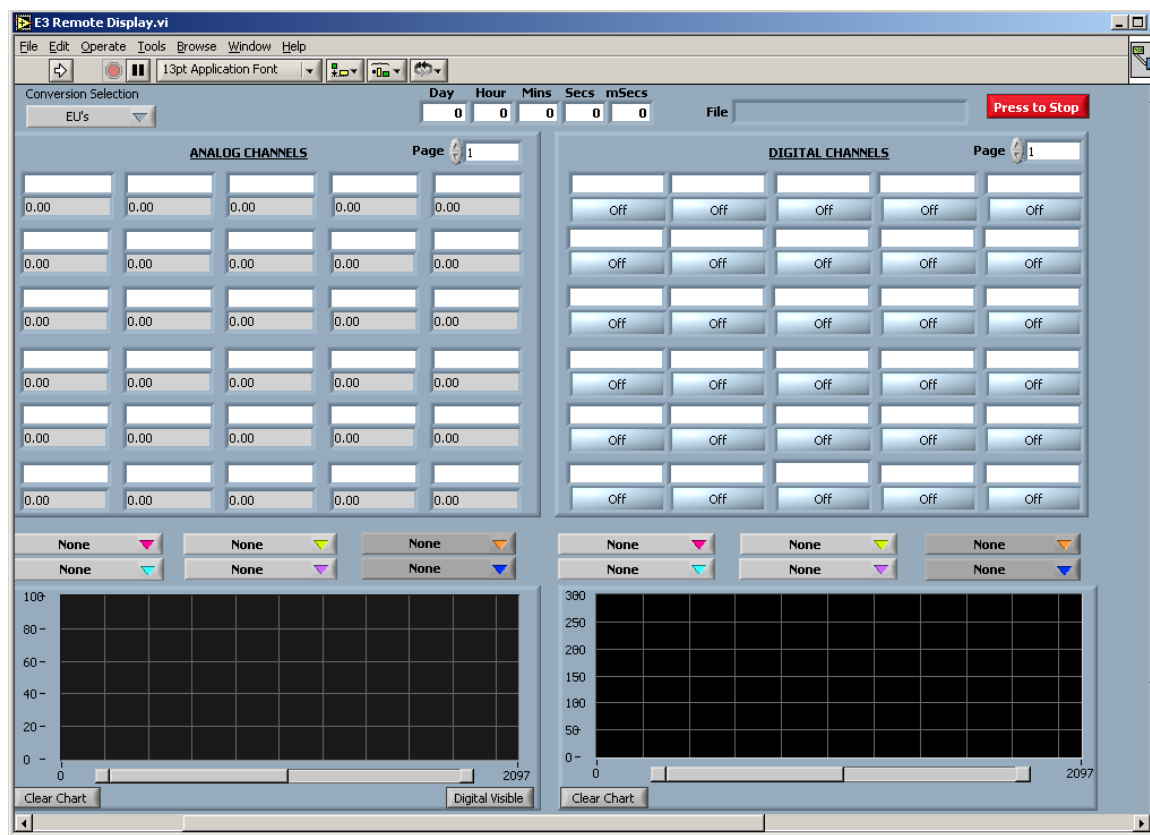 E3 Remote Display.vi
File Edit Operate Tools Browse Window Help
13pt Application Font
Conversion Selection
EU's
Day Hour Mins Secs mSecs
0 0 0 0 0
File
Press to Stop
ANALOG CHANNELS Page 1
0.00 0.00 0.00 0.00 0.00
0.00 0.00 0.00 0.00 0.00
0.00 0.00 0.00 0.00 0.00
0.00 0.00 0.00 0.00 0.00
0.00 0.00 0.00 0.00 0.00
0.00 0.00 0.00 0.00 0.00
DIGITAL CHANNELS Page 1
Off Off Off Off Off
Off Off Off Off Off
Off Off Off Off Off
Off Off Off Off Off
Off Off Off Off Off
Off Off Off Off Off
None None None
None None None
100
80
60
40
20
0
0 2097
Clear Chart Digital Visible
None None None
None None None
300
250
200
150
100
50
0
0 2097
Clear Chart